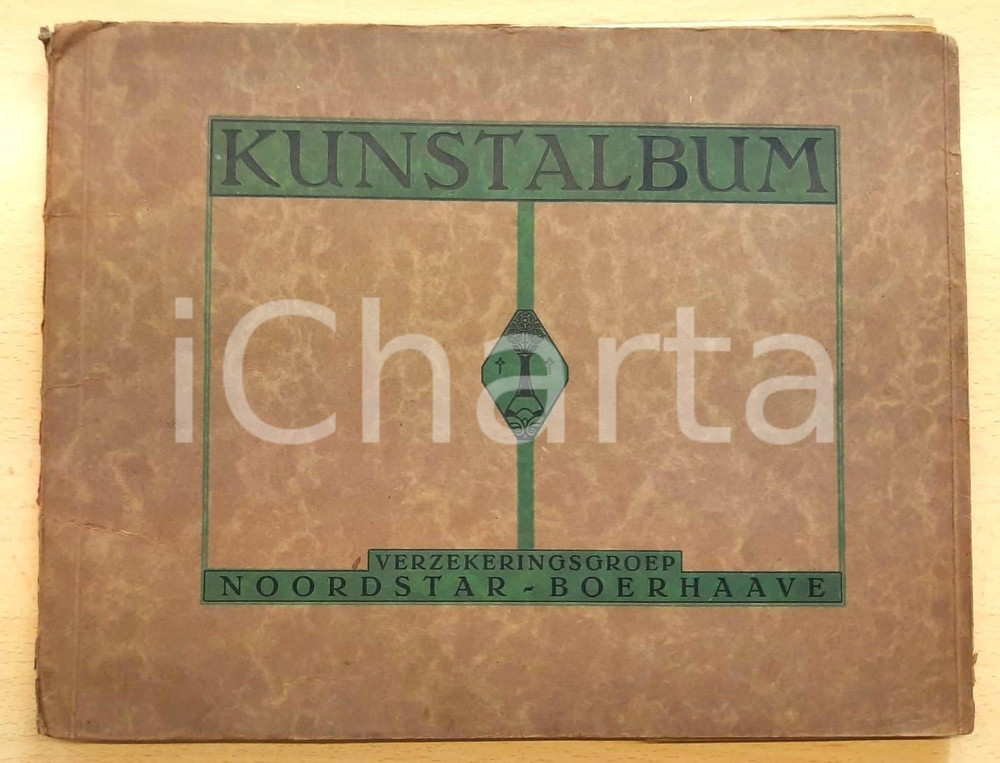 KUNSTALBUM
iCharta
VERZEKERINGSGROEP
NOORDSTAR - BOERHAAVE